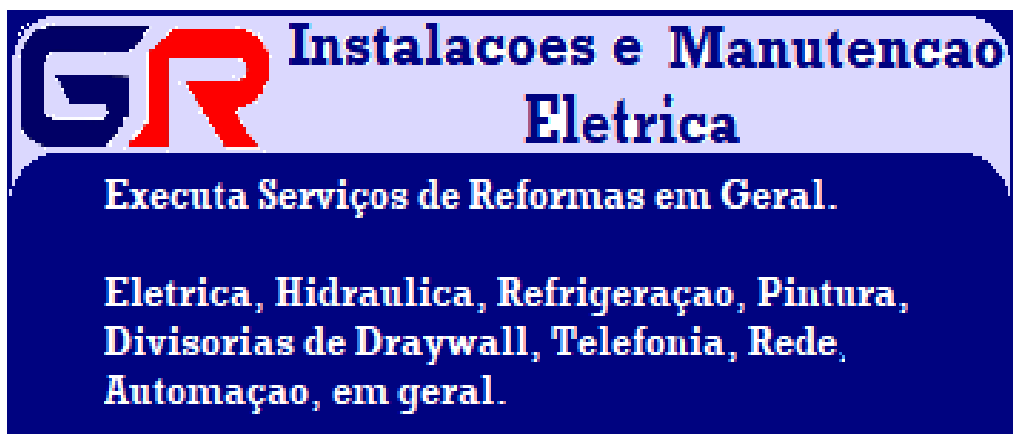 GR
Instalacoes e Manutencao
Eletrica
Executa Serviços de Reformas em Geral.
Eletrica, Hidraulica, Refrigeraçao, Pintura,
Divisorias de Draywall, Telefonia, Rede,
Automaçao, em geral.